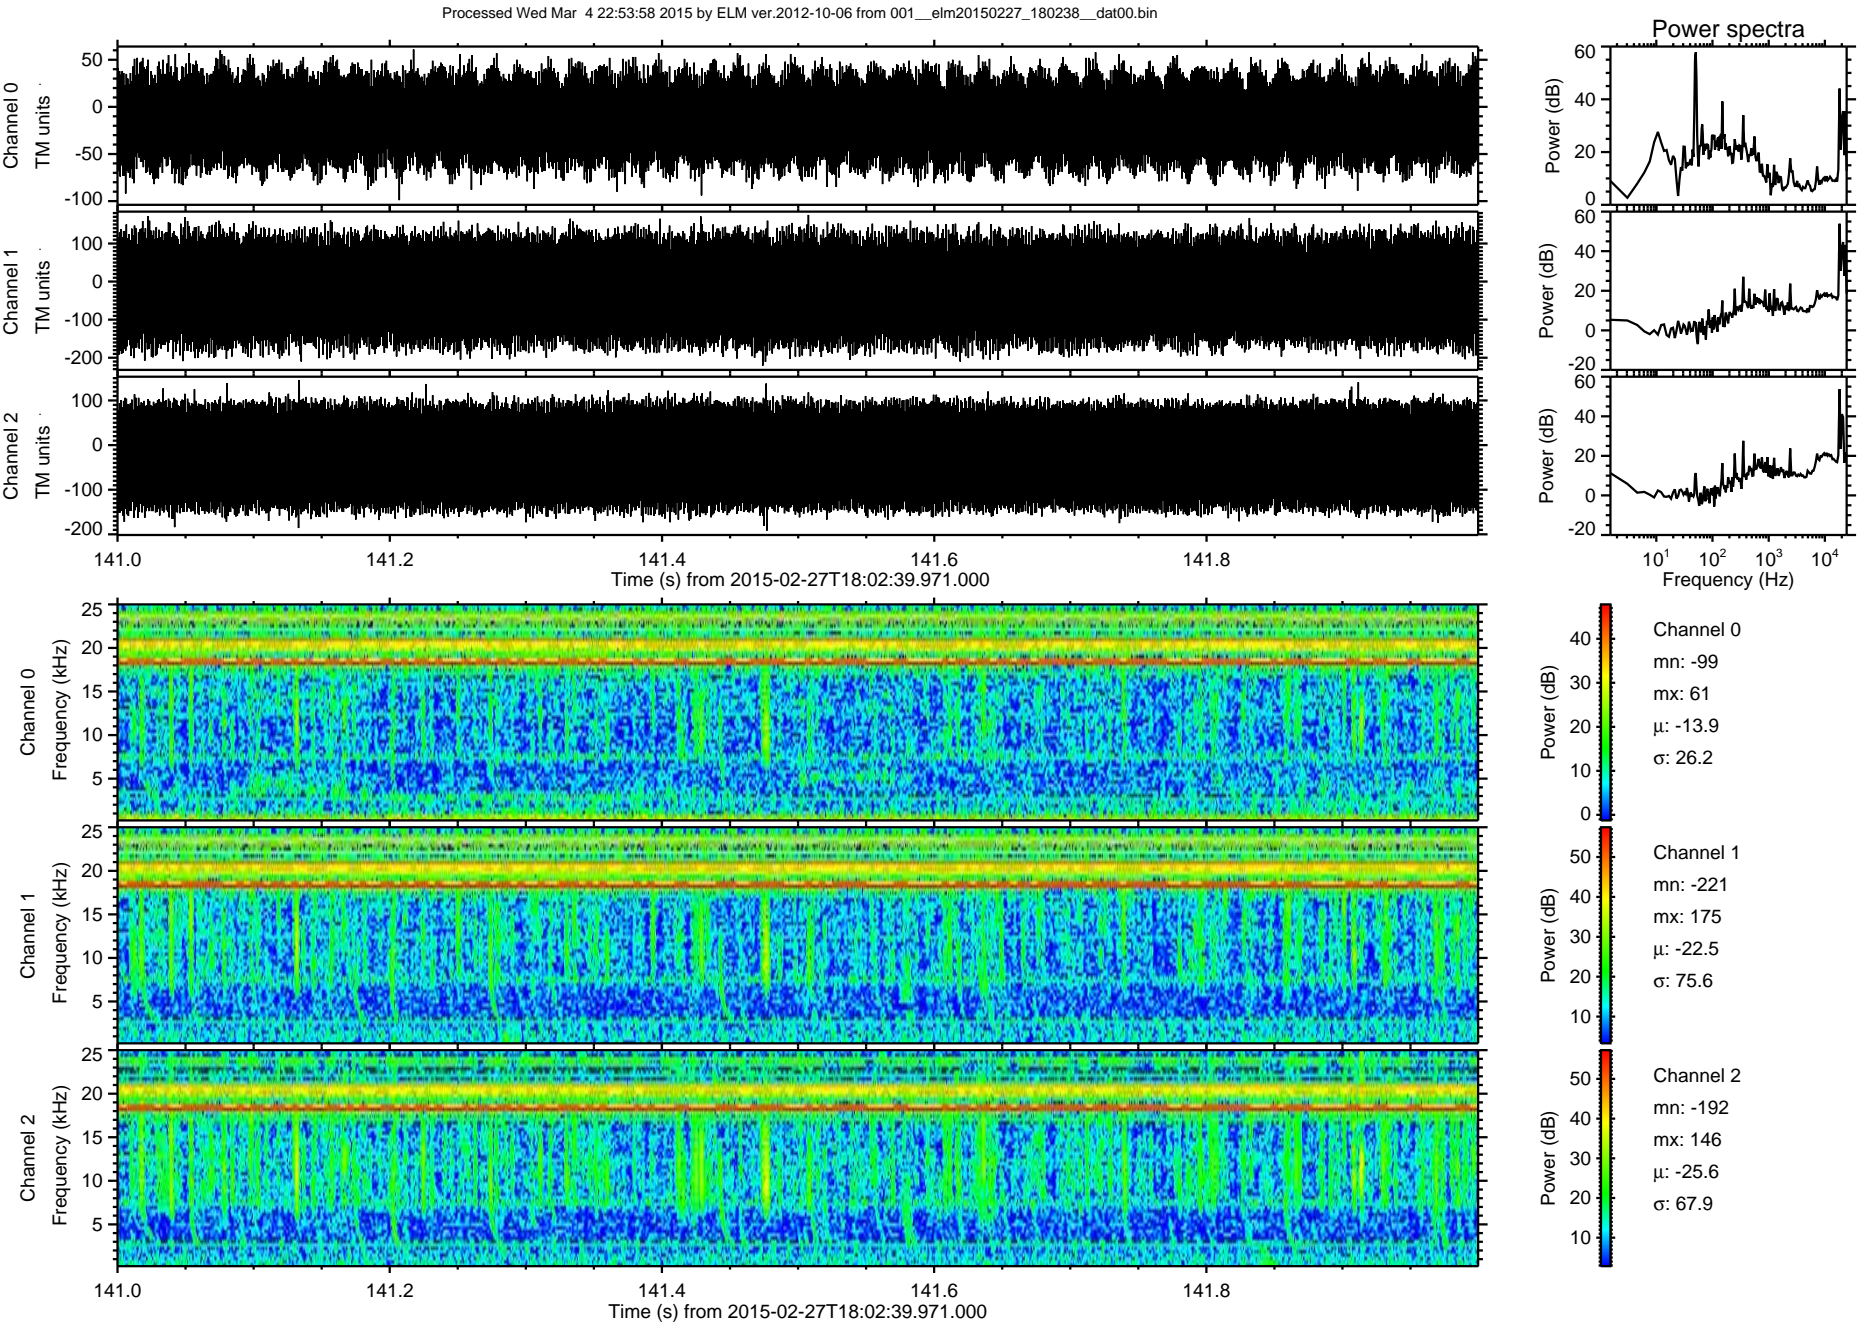 Processed Wed Mar  4 22:53:58 2015 by ELM ver.2012-10-06 from 001__elm20150227_180238__dat00.bin
Power spectra
Channel 0
TM units
50
0
-50
-100
Power (dB)
60
40
20
0
Channel 1
TM units
100
0
-100
-200
Power (dB)
60
40
20
0
-20
Channel 2
TM units
100
0
-100
-200
Power (dB)
60
40
20
0
-20
141.0 141.2 141.4 141.6 141.8
Time (s) from 2015-02-27T18:02:39.971.000
10^1 10^2 10^3 10^4
Frequency (Hz)
Channel 0
Frequency (kHz)
25
20
15
10
5
Power (dB)
40
30
20
10
0
Channel 0
mn: -99
mx: 61
μ: -13.9
σ: 26.2
Channel 1
Frequency (kHz)
25
20
15
10
5
Power (dB)
50
40
30
20
10
Channel 1
mn: -221
mx: 175
μ: -22.5
σ: 75.6
Channel 2
Frequency (kHz)
25
20
15
10
5
Power (dB)
50
40
30
20
10
Channel 2
mn: -192
mx: 146
μ: -25.6
σ: 67.9
141.0 141.2 141.4 141.6 141.8
Time (s) from 2015-02-27T18:02:39.971.000